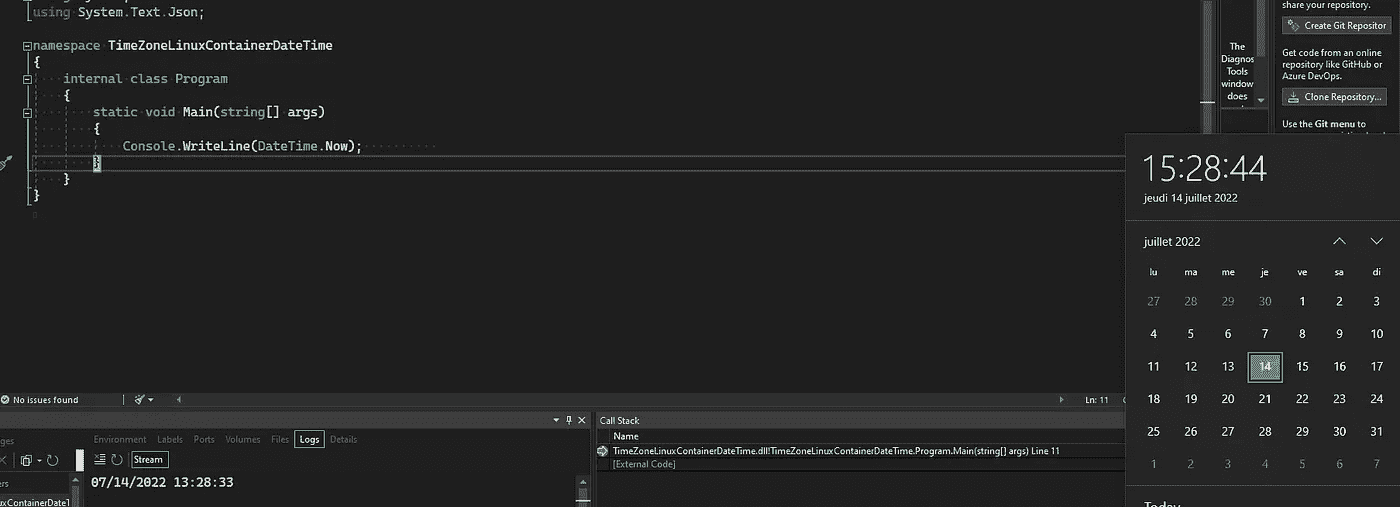 using System.Text.Json;
namespace TimeZoneLinuxContainerDateTime
{
internal class Program
{
static void Main(string[] args)
{
Console.WriteLine(DateTime.Now);
}
}
}
No issues found
Ln: 11
The
Diagnos
Tools
window
does
share your repository.
Create Git Repositor
Get code from an online
repository like GitHub or
Azure DevOps.
Clone Repository...
Use the Git menu to
15:28:44
jeudi 14 juillet 2022
juillet 2022
lu ma me je ve sa di
27 28 29 30 1 2 3
4 5 6 7 8 9 10
11 12 13 14 15 16 17
18 19 20 21 22 23 24
25 26 27 28 29 30 31
1 2 3 4 5 6 7
Today
ges
Environment Labels Ports Volumes Files Logs Details
Stream
ers
uxContainerDateT
07/14/2022 13:28:33
Call Stack
Name
TimeZoneLinuxContainerDateTime.dll!TimeZoneLinuxContainerDateTime.Program.Main(string[] args) Line 11
[External Code]